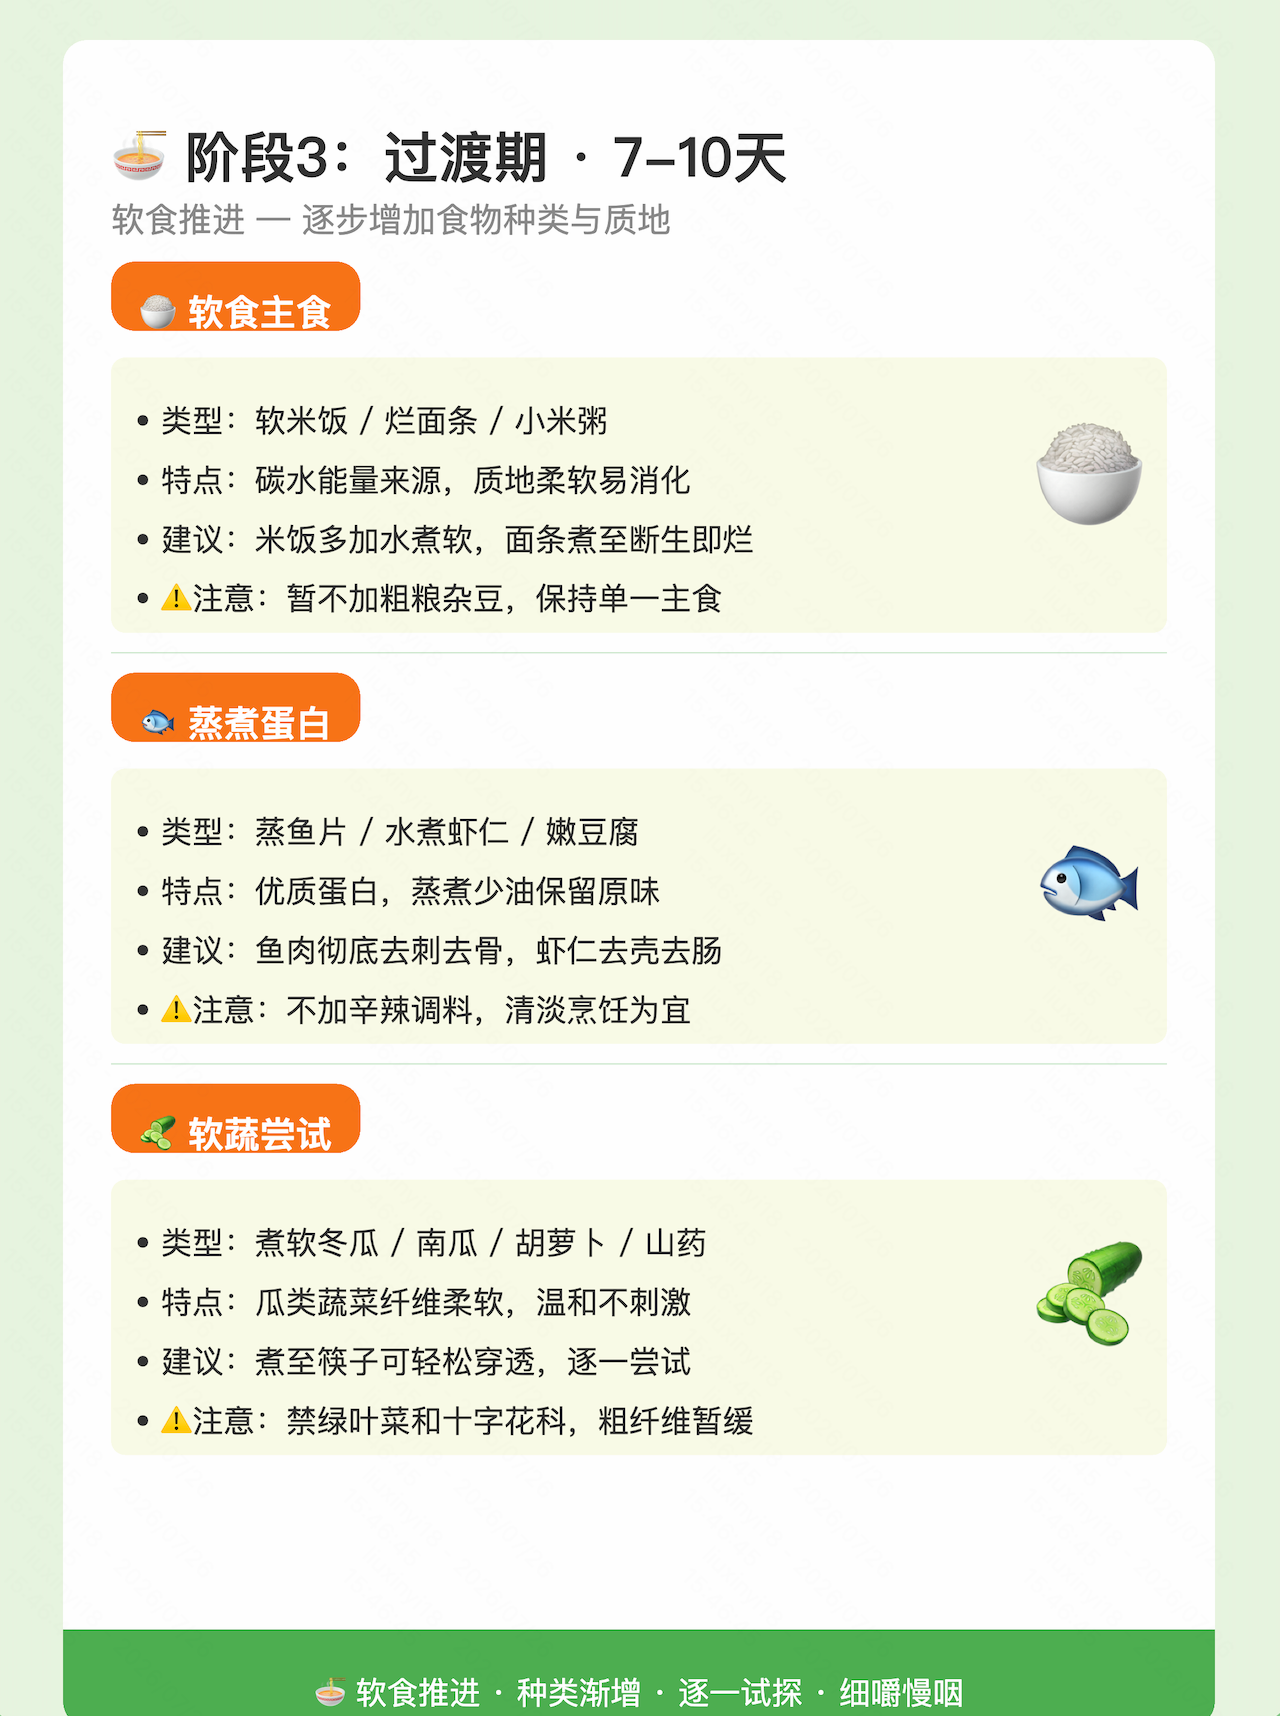 阶段3：过渡期 · 7–10天
软食推进 — 逐步增加食物种类与质地
软食主食
• 类型：软米饭 / 烂面条 / 小米粥
• 特点：碳水能量来源，质地柔软易消化
• 建议：米饭多加水煮软，面条煮至断生即烂
• ⚠️注意：暂不加粗粮杂豆，保持单一主食
蒸煮蛋白
• 类型：蒸鱼片 / 水煮虾仁 / 嫩豆腐
• 特点：优质蛋白，蒸煮少油保留原味
• 建议：鱼肉彻底去刺去骨，虾仁去壳去肠
• ⚠️注意：不加辛辣调料，清淡烹饪为宜
软蔬尝试
• 类型：煮软冬瓜 / 南瓜 / 胡萝卜 / 山药
• 特点：瓜类蔬菜纤维柔软，温和不刺激
• 建议：煮至筷子可轻松穿透，逐一尝试
• ⚠️注意：禁绿叶菜和十字花科，粗纤维暂缓
软食推进 · 种类渐增 · 逐一试探 · 细嚼慢咽